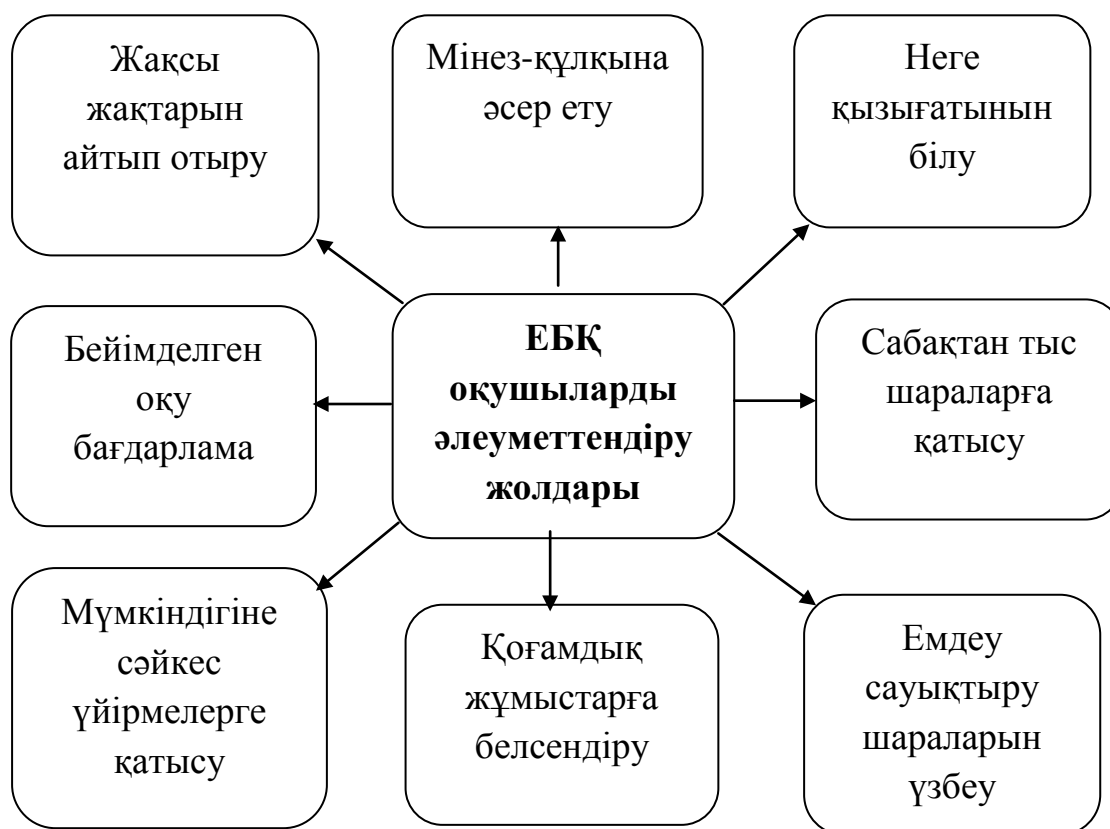 Жақсы
жақтарын
айтып отыру
Мінез-құлқына
әсер ету
Неге
қызығатынын
білу
Бейімделген
оқу
бағдарлама
ЕБҚ
оқушыларды
әлеуметтендіру
жолдары
Сабақтан тыс
шараларға
қатысу
Мүмкіндігіне
сәйкес
үйірмелерге
қатысу
Қоғамдық
жұмыстарға
белсендіру
Емдеу
сауықтыру
шараларын
үзбеу